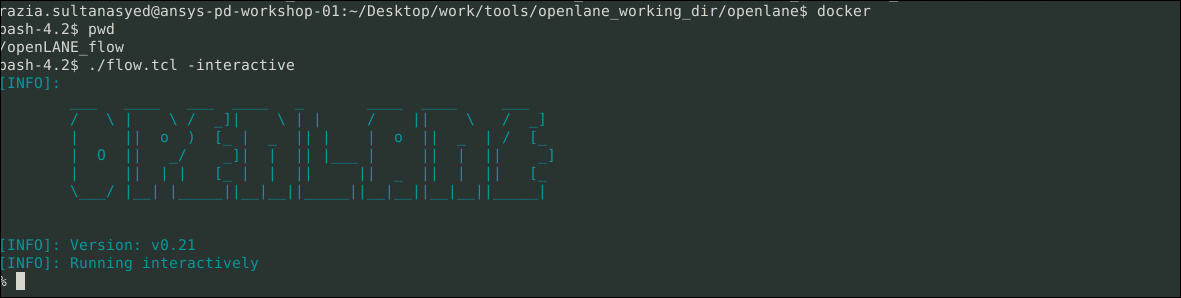 razia.sultanasyed@ansys-pd-workshop-01:~/Desktop/work/tools/openlane_working_dir/openlane$ docker
bash-4.2$ pwd
/openLANE_flow
bash-4.2$ ./flow.tcl -interactive
[INFO]:
OPENLANE
[INFO]: Version: v0.21
[INFO]: Running interactively
%